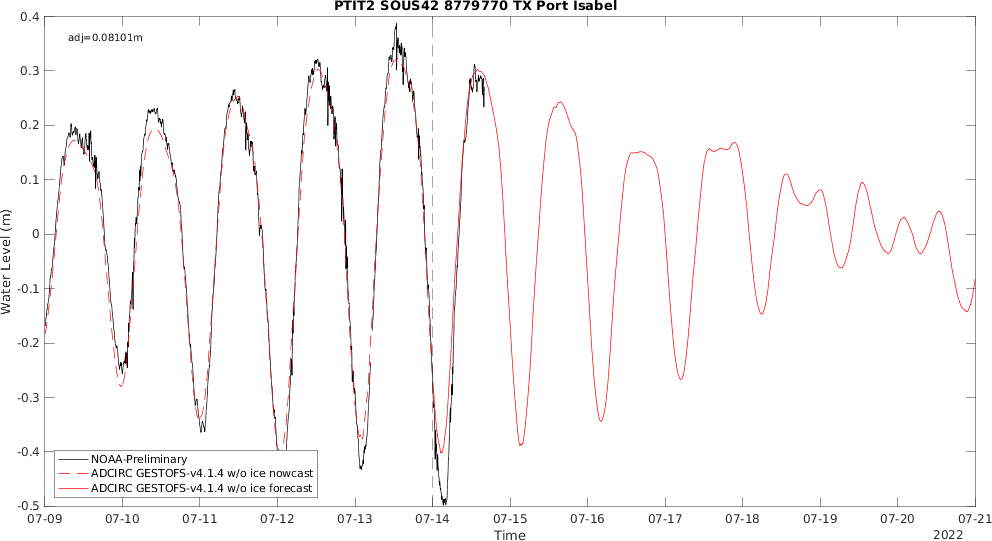 PTIT2 SOUS42 8779770 TX Port Isabel
0.4
adj=0.08101m
0.3
0.2
0.1
0
-0.1
-0.2
-0.3
-0.4
-0.5
Water Level (m)
NOAA-Preliminary
ADCIRC GESTOFS-v4.1.4 w/o ice nowcast
ADCIRC GESTOFS-v4.1.4 w/o ice forecast
07-09 07-10 07-11 07-12 07-13 07-14 07-15 07-16 07-17 07-18 07-19 07-20 07-21
Time
2022